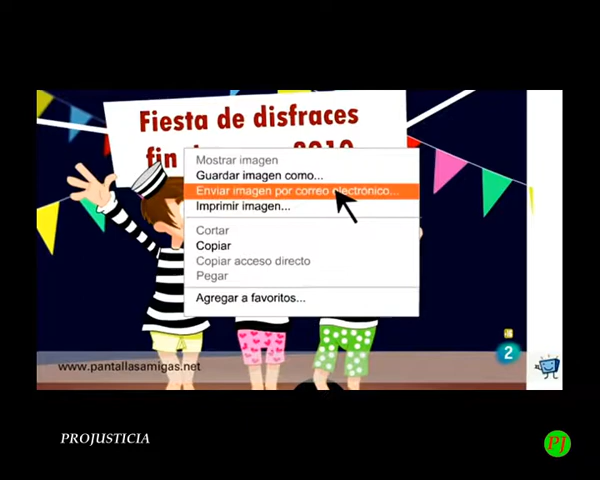 Fiesta de disfraces
fin
Mostrar imagen
Guardar imagen como...
Enviar imagen por correo electrónico...
Imprimir imagen...
Cortar
Copiar
Copiar acceso directo
Pegar
Agregar a favoritos...
2
www.pantallasamigas.net
PROJUSTICIA
PJ